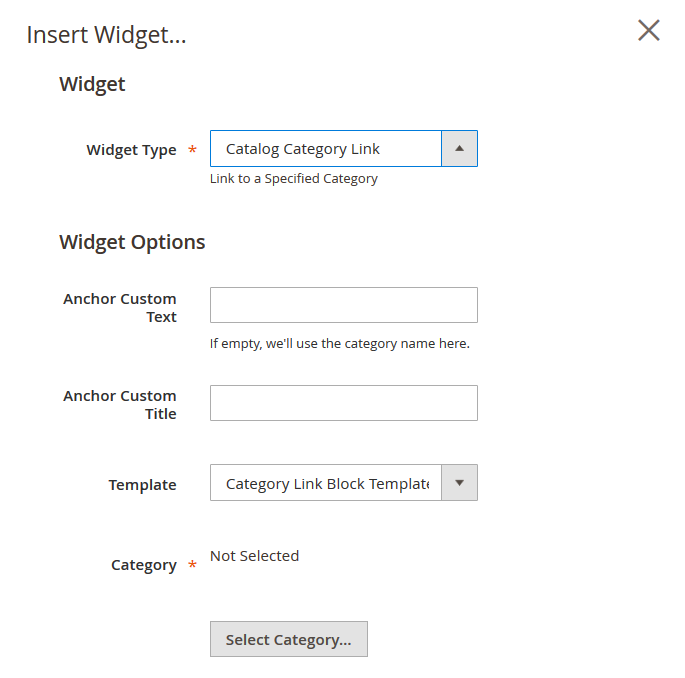 Insert Widget...
Widget
Widget Type *
Catalog Category Link
Link to a Specified Category
Widget Options
Anchor Custom
Text
If empty, we'll use the category name here.
Anchor Custom
Title
Template
Category Link Block Template
Category *
Not Selected
Select Category...